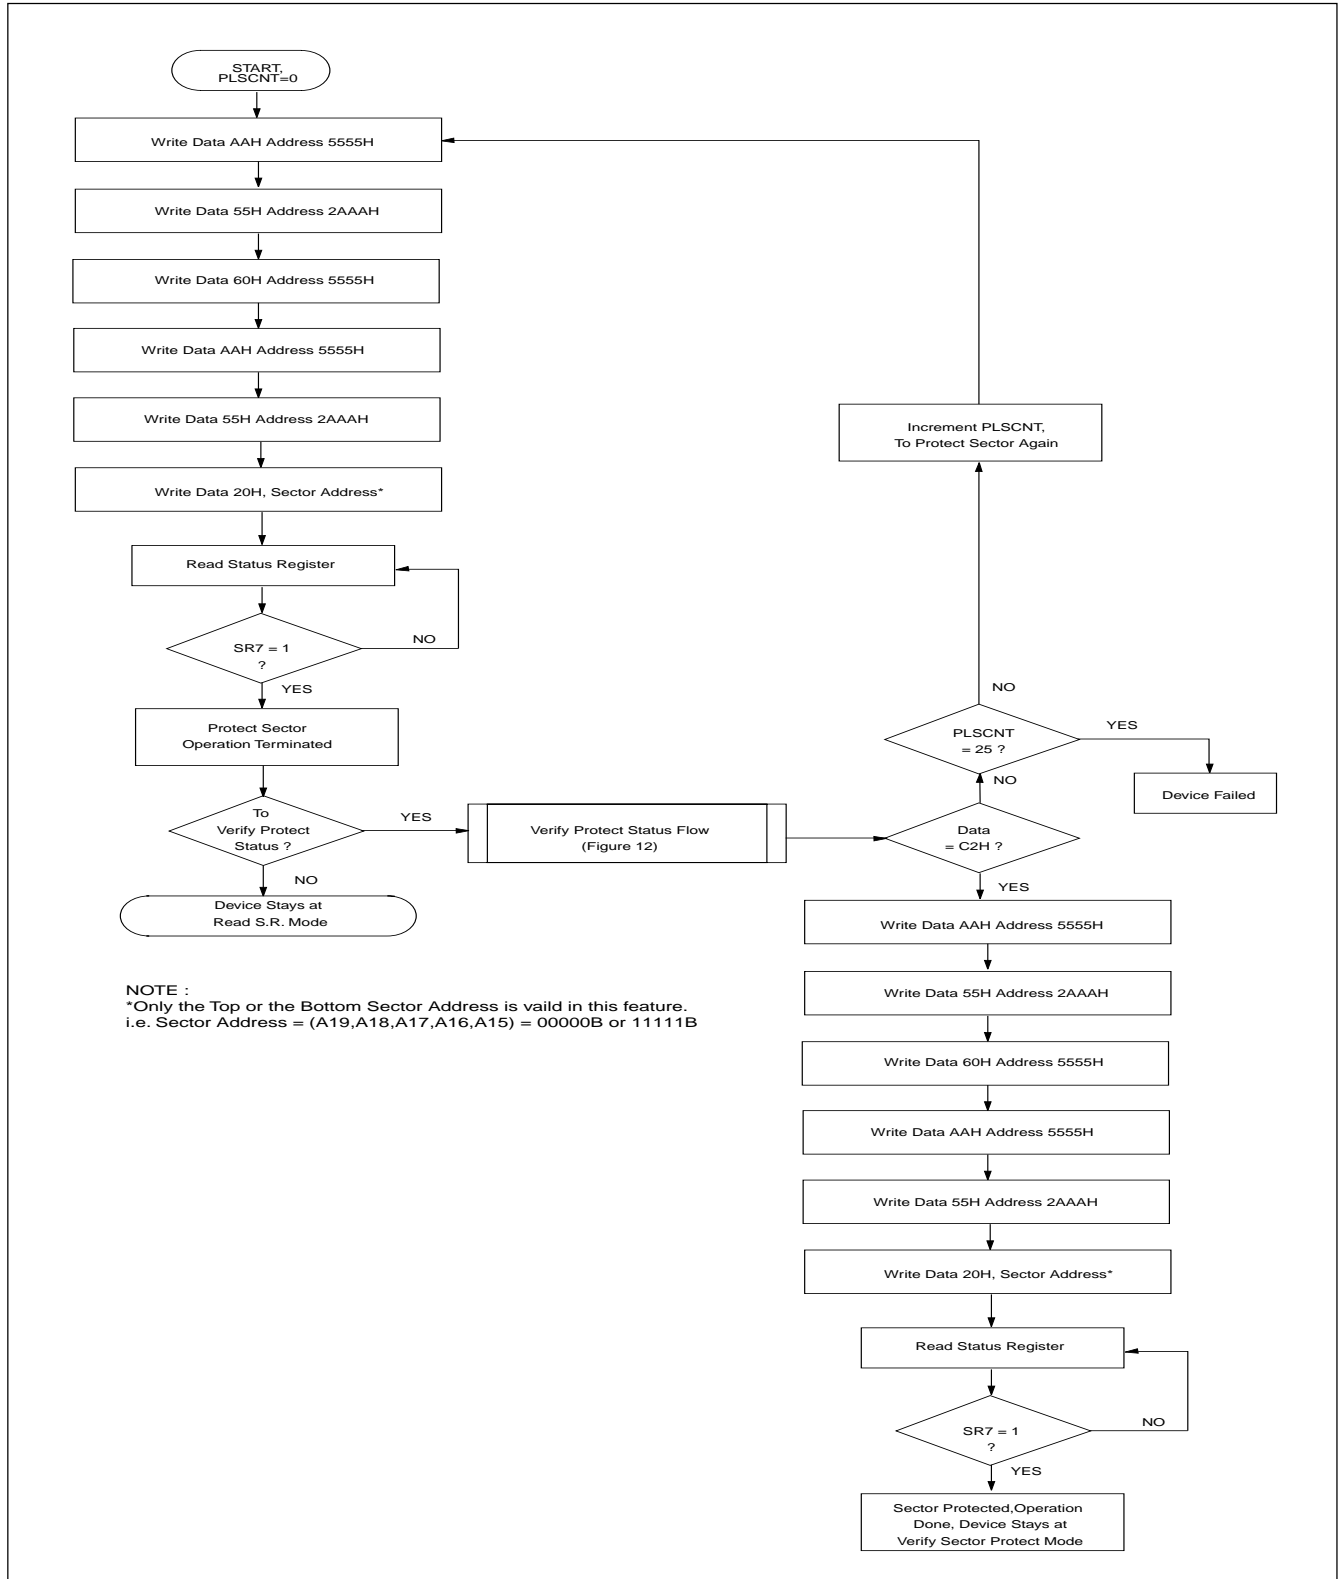 START,
PLSCNT=0
Write Data AAH Address 5555H
Write Data 55H Address 2AAAH
Write Data 60H Address 5555H
Write Data AAH Address 5555H
Write Data 55H Address 2AAAH
Write Data 20H, Sector Address*
Read Status Register
NO
SR7 = 1
?
YES
Protect Sector
Operation Terminated
To
Verify Protect
Status ?
YES
NO
Device Stays at
Read S.R. Mode
Verify Protect Status Flow
(Figure 12)
Increment PLSCNT,
To Protect Sector Again
NO
PLSCNT
= 25 ?
YES
Device Failed
NO
Data
= C2H ?
YES
Write Data AAH Address 5555H
Write Data 55H Address 2AAAH
Write Data 60H Address 5555H
Write Data AAH Address 5555H
Write Data 55H Address 2AAAH
Write Data 20H, Sector Address*
Read Status Register
NO
SR7 = 1
?
YES
Sector Protected,Operation
Done, Device Stays at
Verify Sector Protect Mode
NOTE :
*Only the Top or the Bottom Sector Address is vaild in this feature.
i.e. Sector Address = (A19,A18,A17,A16,A15) = 00000B or 11111B